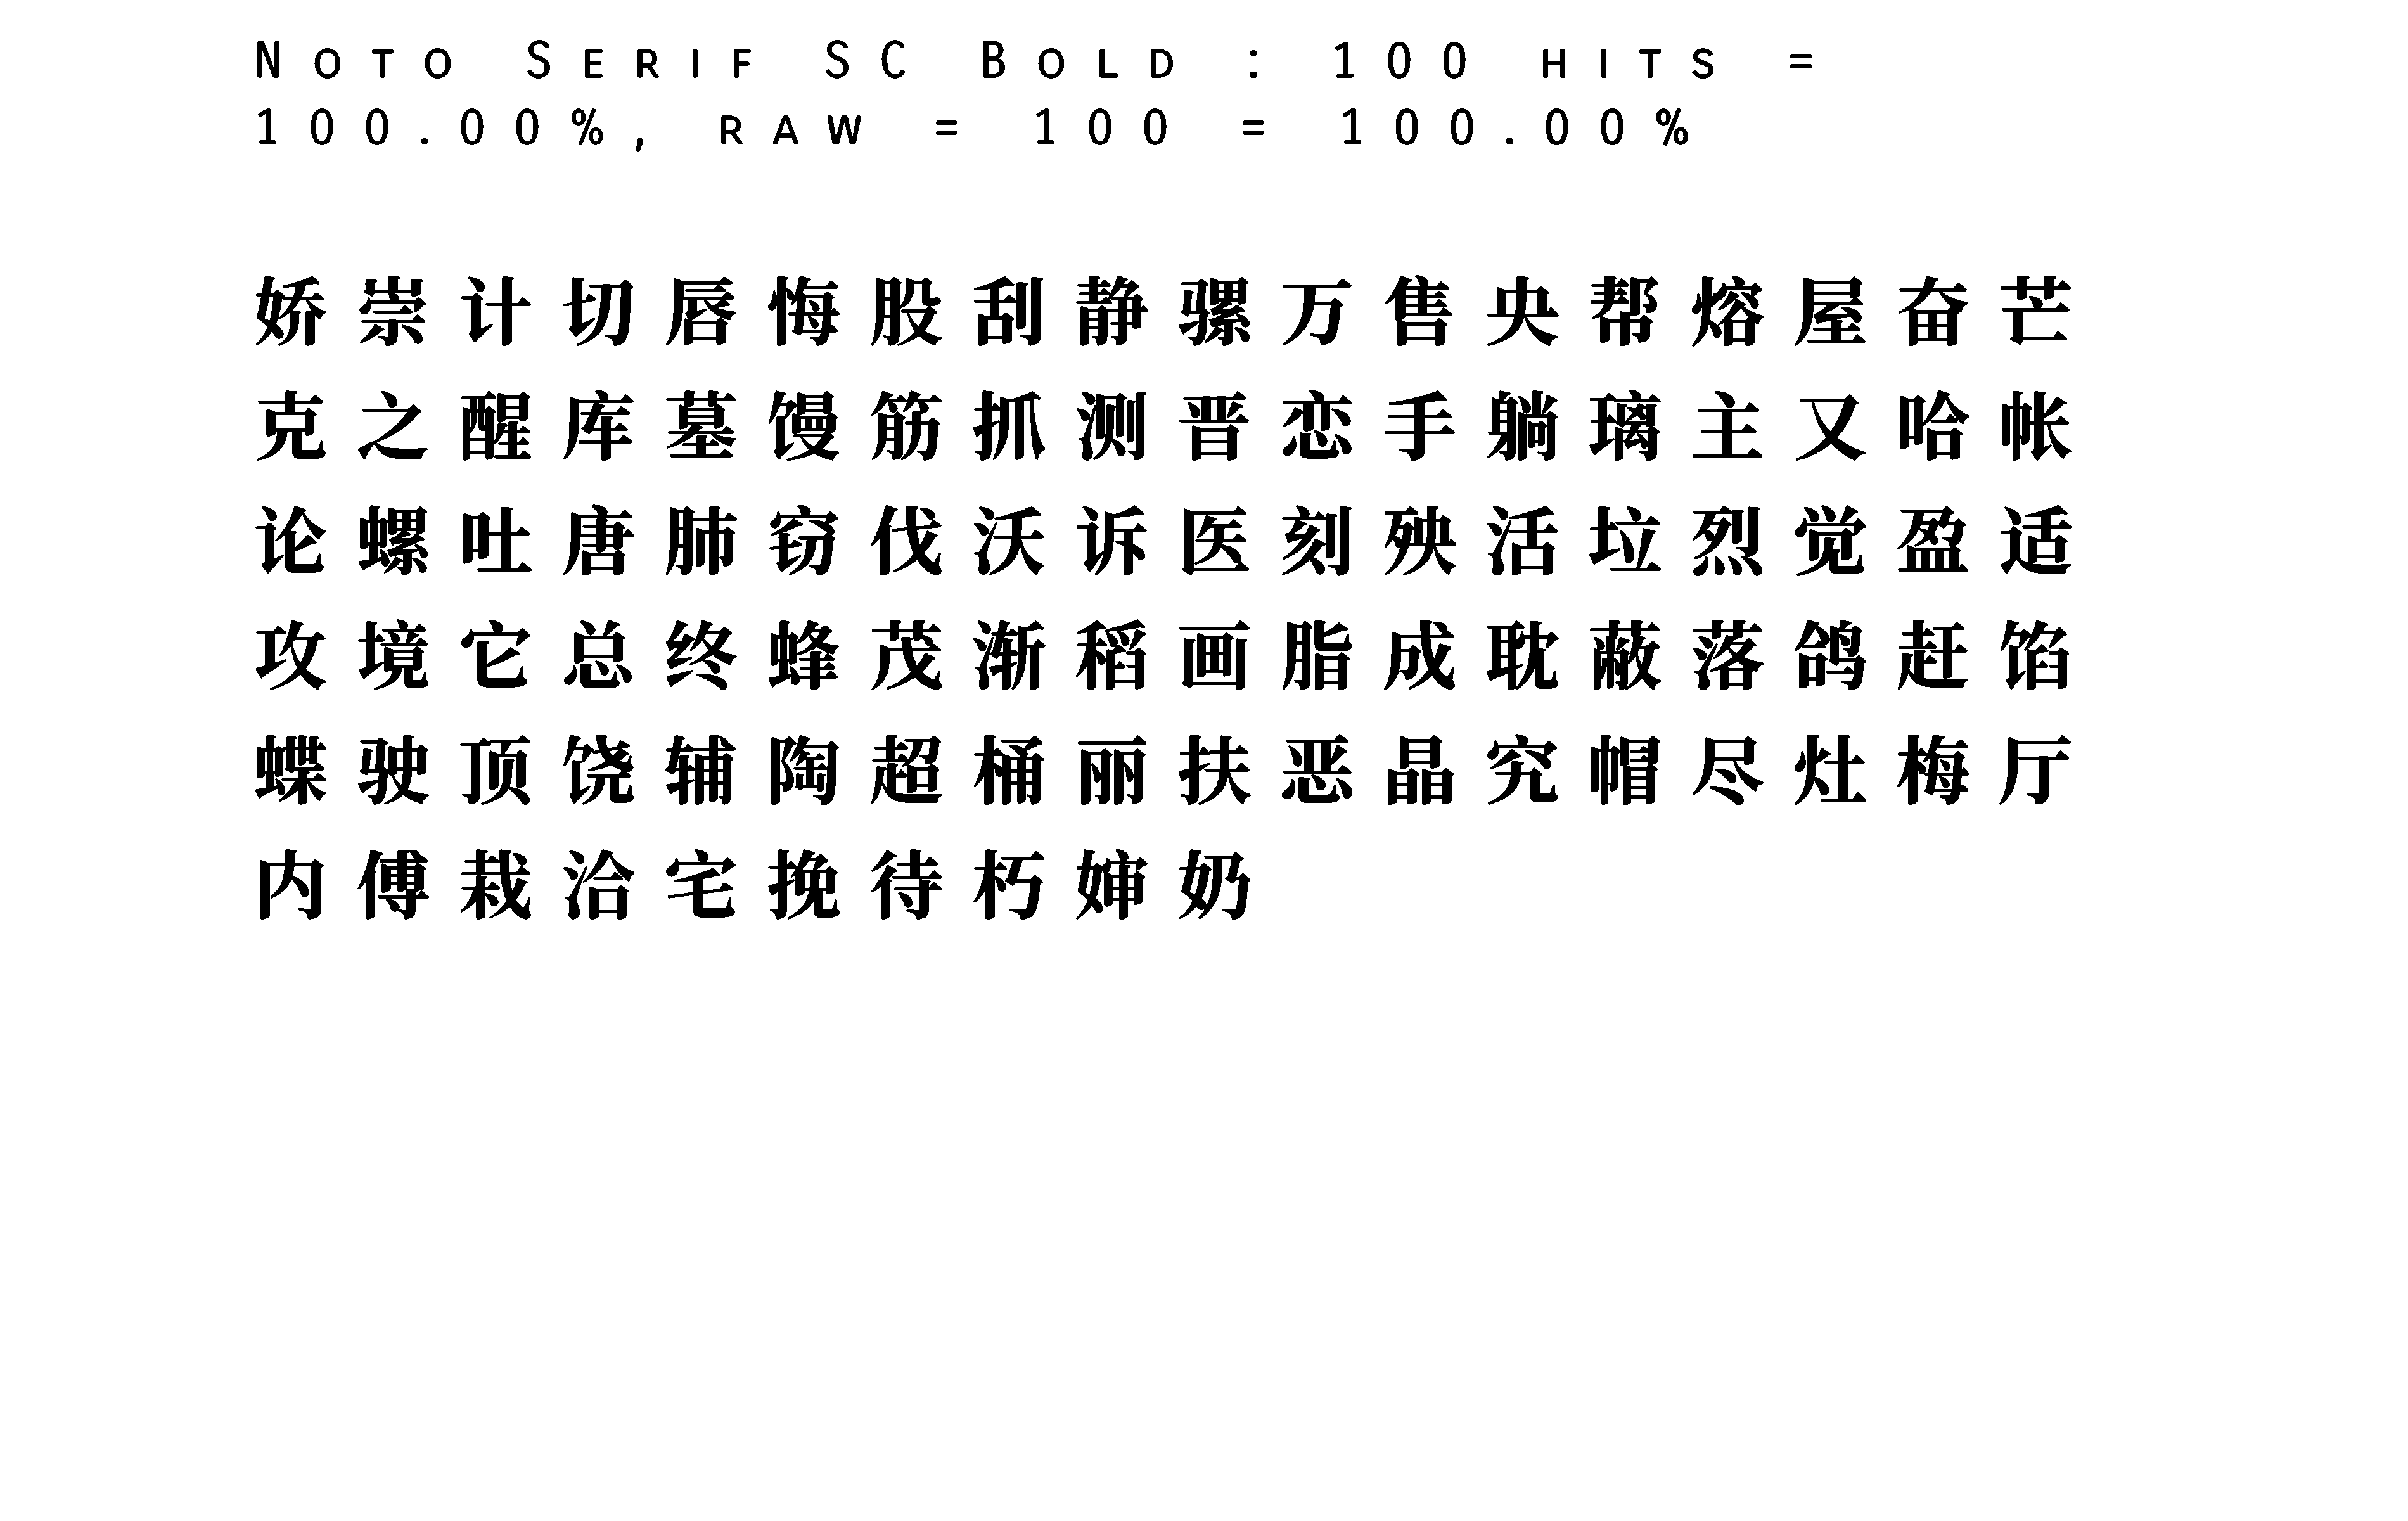 Noto Serif SC Bold : 100 hits =
100.00%, raw = 100 = 100.00%
娇崇计切唇悔股刮静骡万售央帮熔屋奋芒
克之醒库墓馒筋抓测晋恋手躺璃主又哈帐
论螺吐唐肺窃伐沃诉医刻殃活垃烈觉盈适
攻境它总终蜂茂渐稻画脂成耽蔽落鸽赶馅
蝶驶顶饶辅陶超桶丽扶恶晶究帽尽灶梅厅
内傅栽洽宅挽待朽婶奶